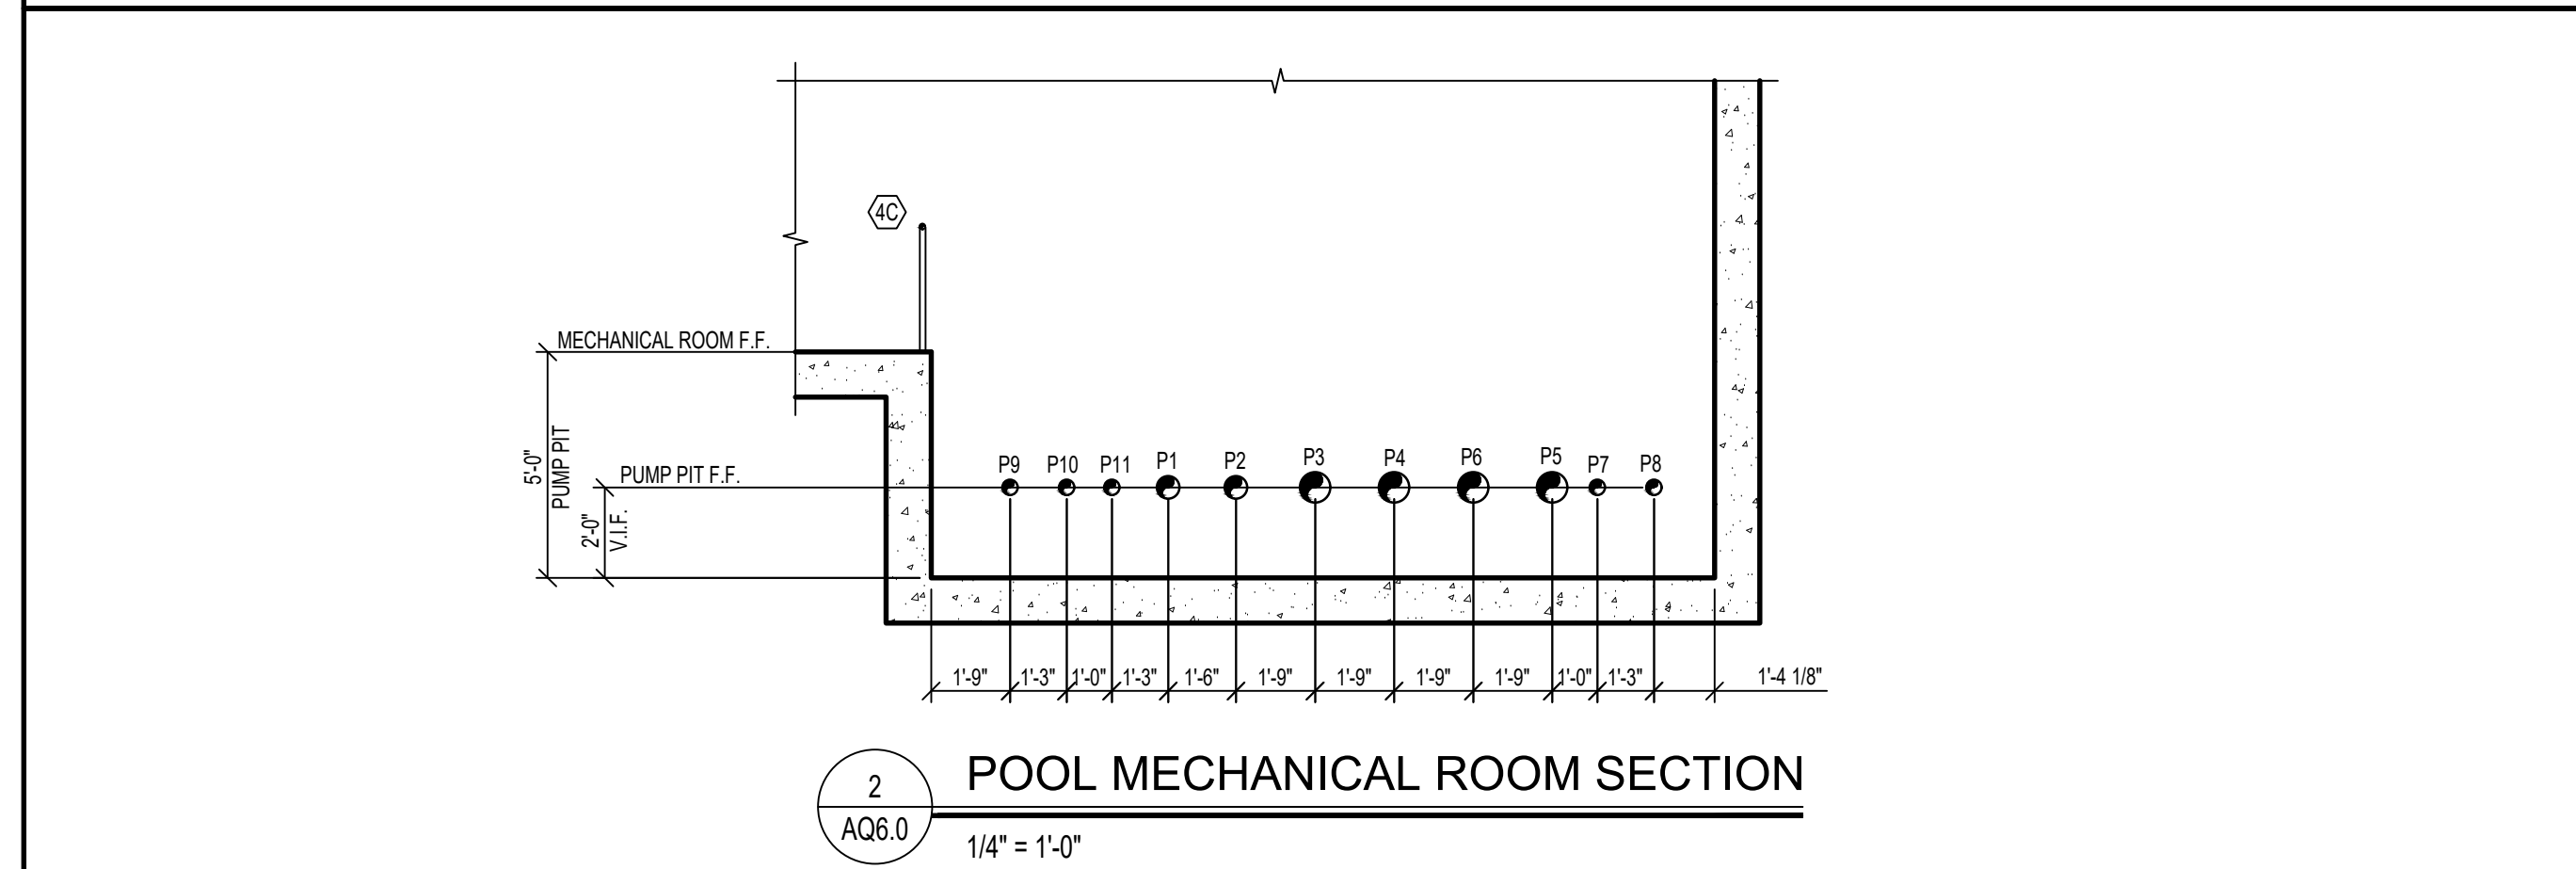 4C
MECHANICAL ROOM F.F.
5'-0"
PUMP PIT
PUMP PIT F.F.
2'-0"
V.I.F.
P9 P10 P11 P1 P2 P3 P4 P6 P5 P7 P8
1'-9" 1'-3" 1'-0" 1'-3" 1'-6" 1'-9" 1'-9" 1'-9" 1'-9" 1'-0" 1'-3" 1'-4 1/8"
2
AQ6.0
POOL MECHANICAL ROOM SECTION
1/4" = 1'-0"